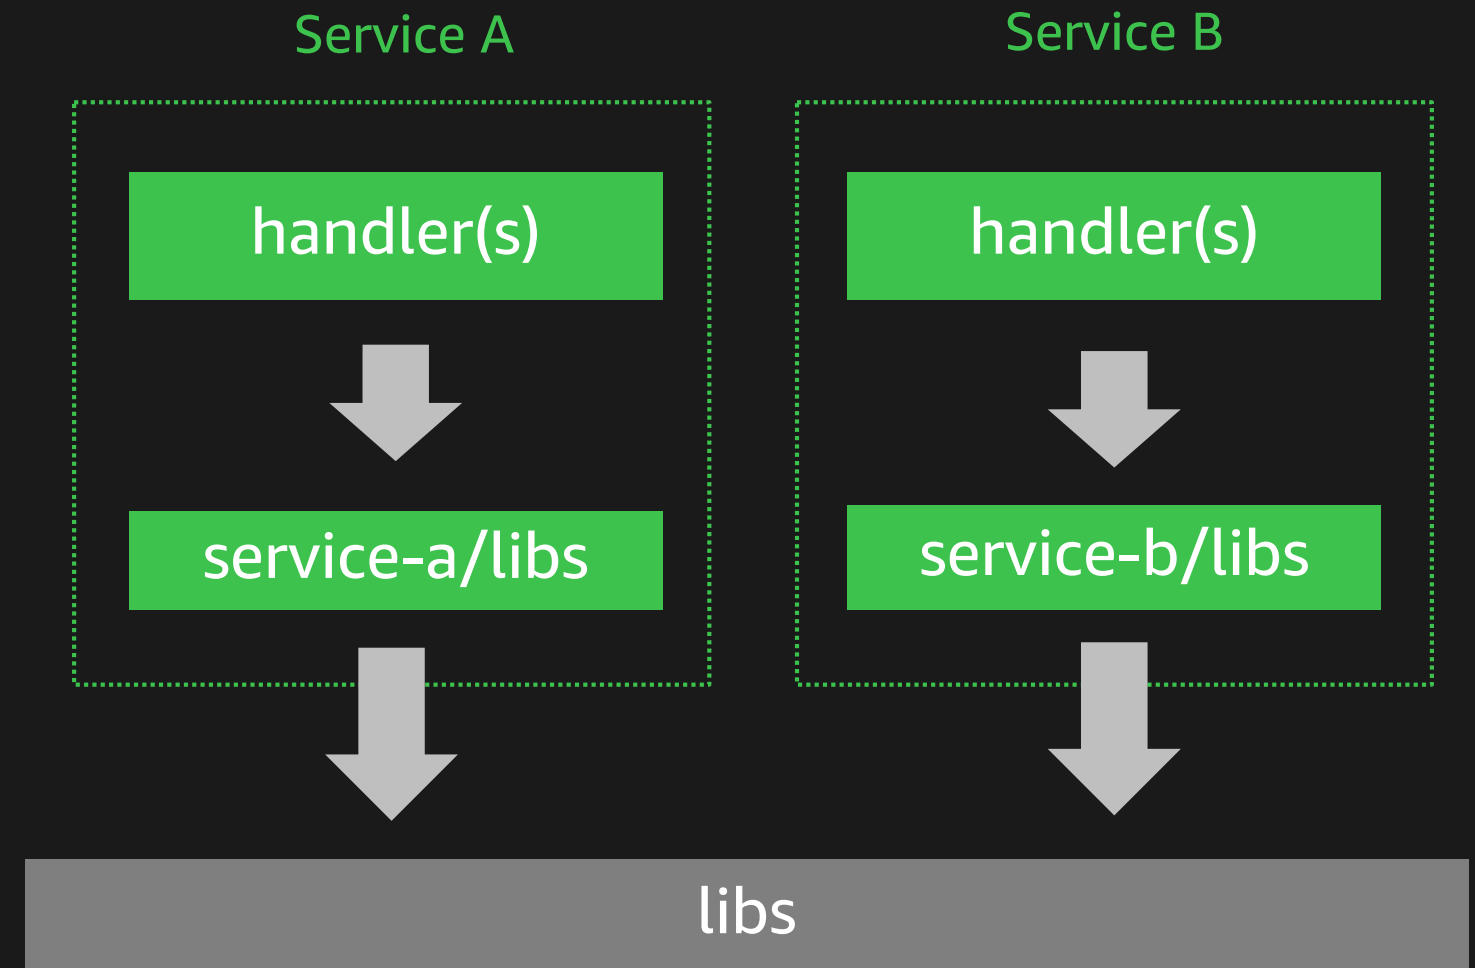 Service A
Service B
handler(s)
handler(s)
service-a/libs
service-b/libs
libs